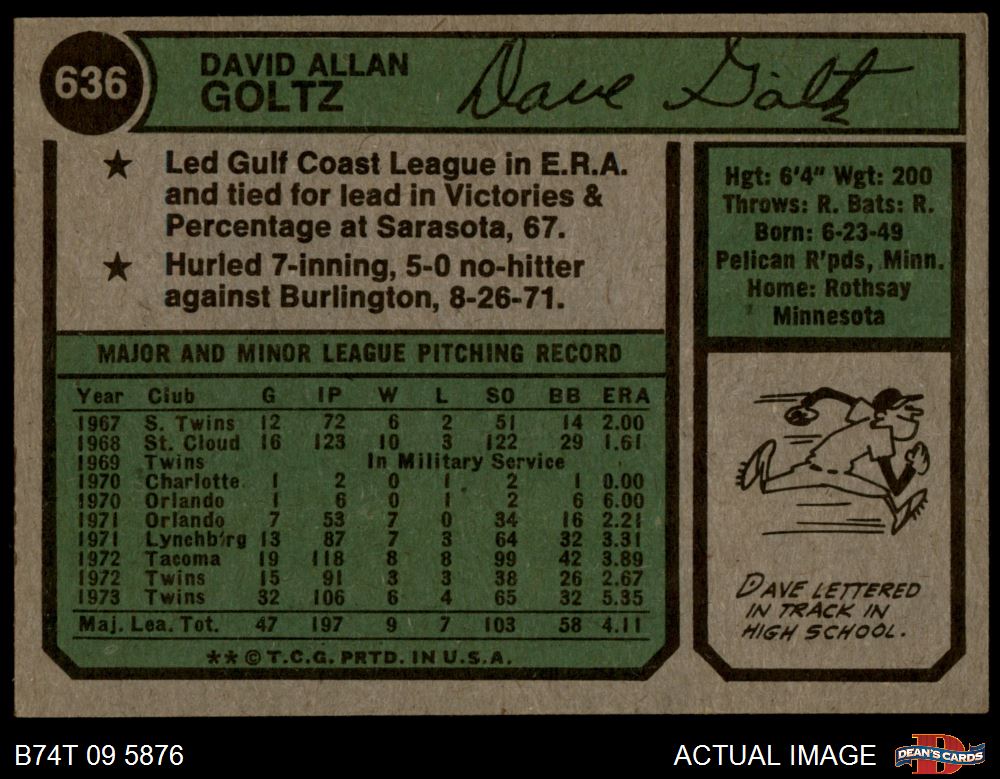 636
DAVID ALLAN
GOLTZ
Dave Goltz
★ Led Gulf Coast League in E.R.A.
and tied for lead in Victories &
Percentage at Sarasota, 67.
★ Hurled 7-inning, 5-0 no-hitter
against Burlington, 8-26-71.
Hgt: 6'4" Wgt: 200
Throws: R. Bats: R.
Born: 6-23-49
Pelican R'pds, Minn.
Home: Rothsay
Minnesota
MAJOR AND MINOR LEAGUE PITCHING RECORD
Year Club G IP W L SO BB ERA
1967 S. Twins 12 72 6 2 51 14 2.00
1968 St. Cloud 16 123 10 3 122 29 1.61
1969 Twins In Military Service
1970 Charlotte 1 2 0 1 2 1 0.00
1970 Orlando 1 6 0 1 2 6 6.00
1971 Orlando 7 53 7 0 34 16 2.21
1971 Lynchb'rg 13 87 7 3 64 32 3.31
1972 Tacoma 19 118 8 8 99 42 3.89
1972 Twins 15 91 3 3 38 26 2.67
1973 Twins 32 106 6 4 65 32 5.35
Maj. Lea. Tot. 47 197 9 7 103 58 4.11
** © T.C.G. PRTD. IN U.S.A.
DAVE LETTERED
IN TRACK IN
HIGH SCHOOL.
B74T 09 5876
ACTUAL IMAGE
DEAN'S CARDS